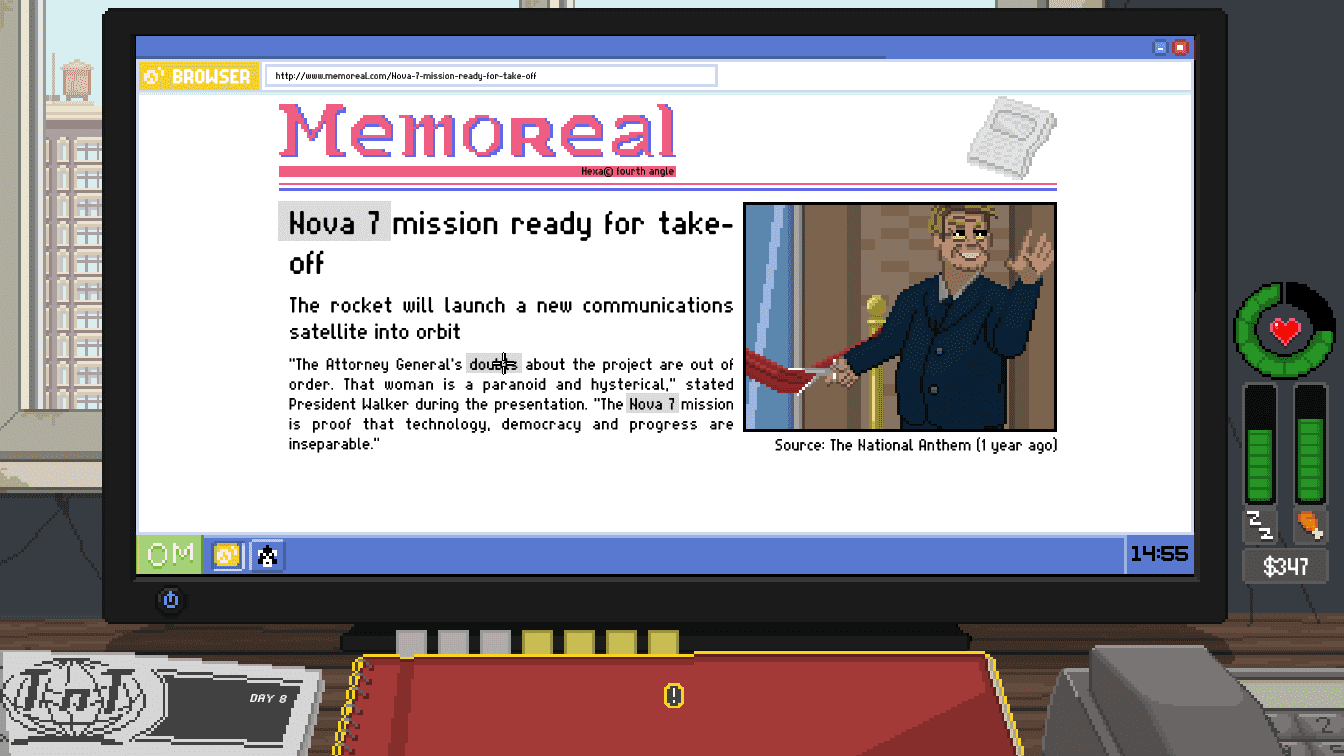 BROWSER
http://www.memoreal.com/Nova-7-mission-ready-for-take-off
Memoreal
Hexa© fourth angle
Nova 7 mission ready for take-
off
The rocket will launch a new communications
satellite into orbit
"The Attorney General's doubts about the project are out of
order. That woman is a paranoid and hysterical," stated
President Walker during the presentation. "The Nova 7 mission
is proof that technology, democracy and progress are
inseparable."
Source: The National Anthem (1 year ago)
OM
14:55
ZZ
$347
TnT
DAY 8
!
2